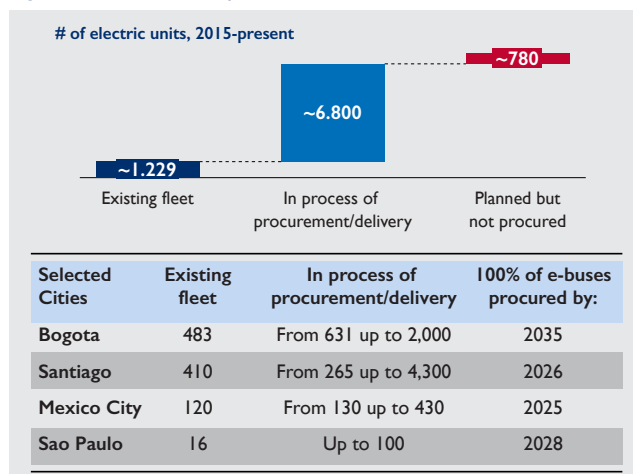 # of electric units, 2015-present
~780
~6.800
~1.229
Existing fleet
In process of
procurement/delivery
Planned but
not procured
Selected
Cities
Existing
fleet
In process of
procurement/delivery
100% of e-buses
procured by:
Bogota 483 From 631 up to 2,000 2035
Santiago 410 From 265 up to 4,300 2026
Mexico City 120 From 130 up to 430 2025
Sao Paulo 16 Up to 100 2028